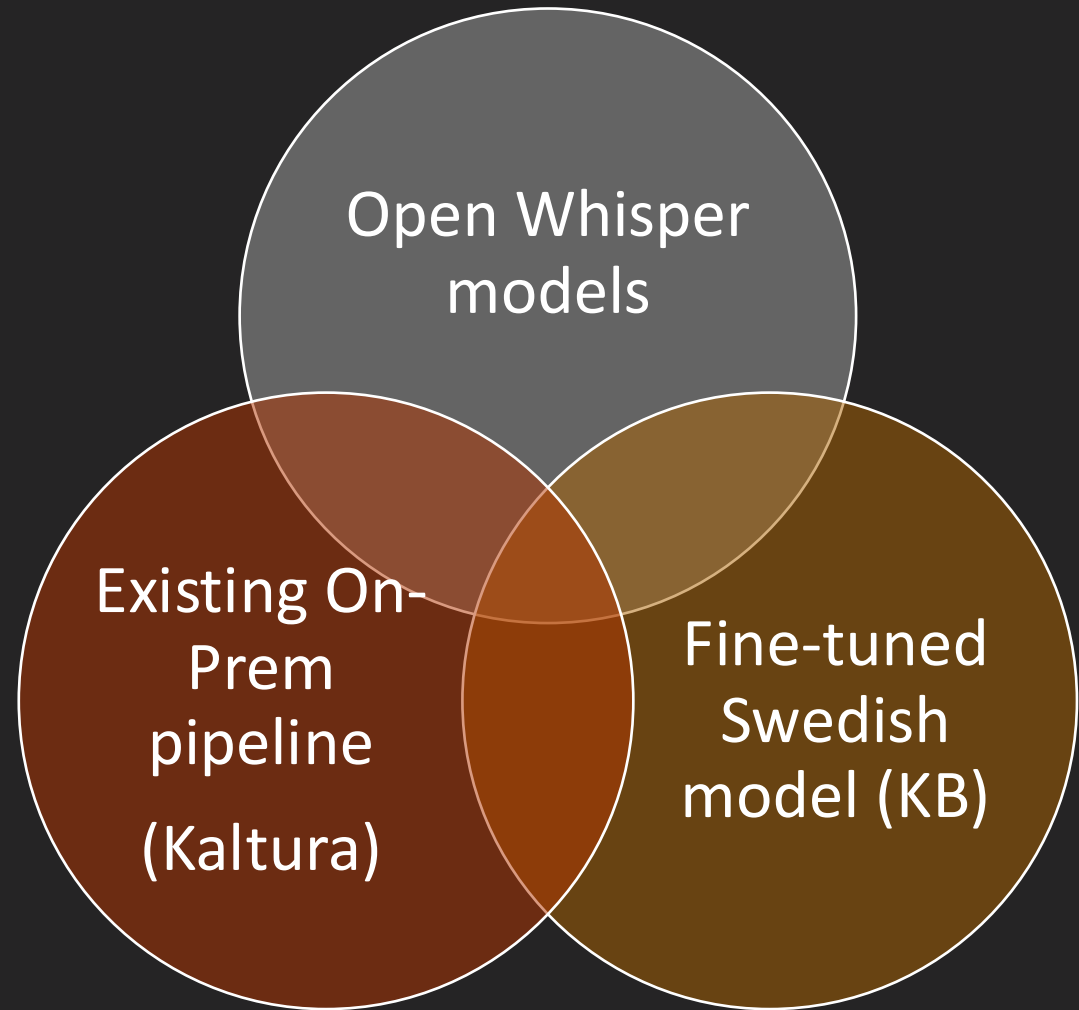 Open Whisper
models
Existing On-
Prem
pipeline
(Kaltura)
Fine-tuned
Swedish
model (KB)